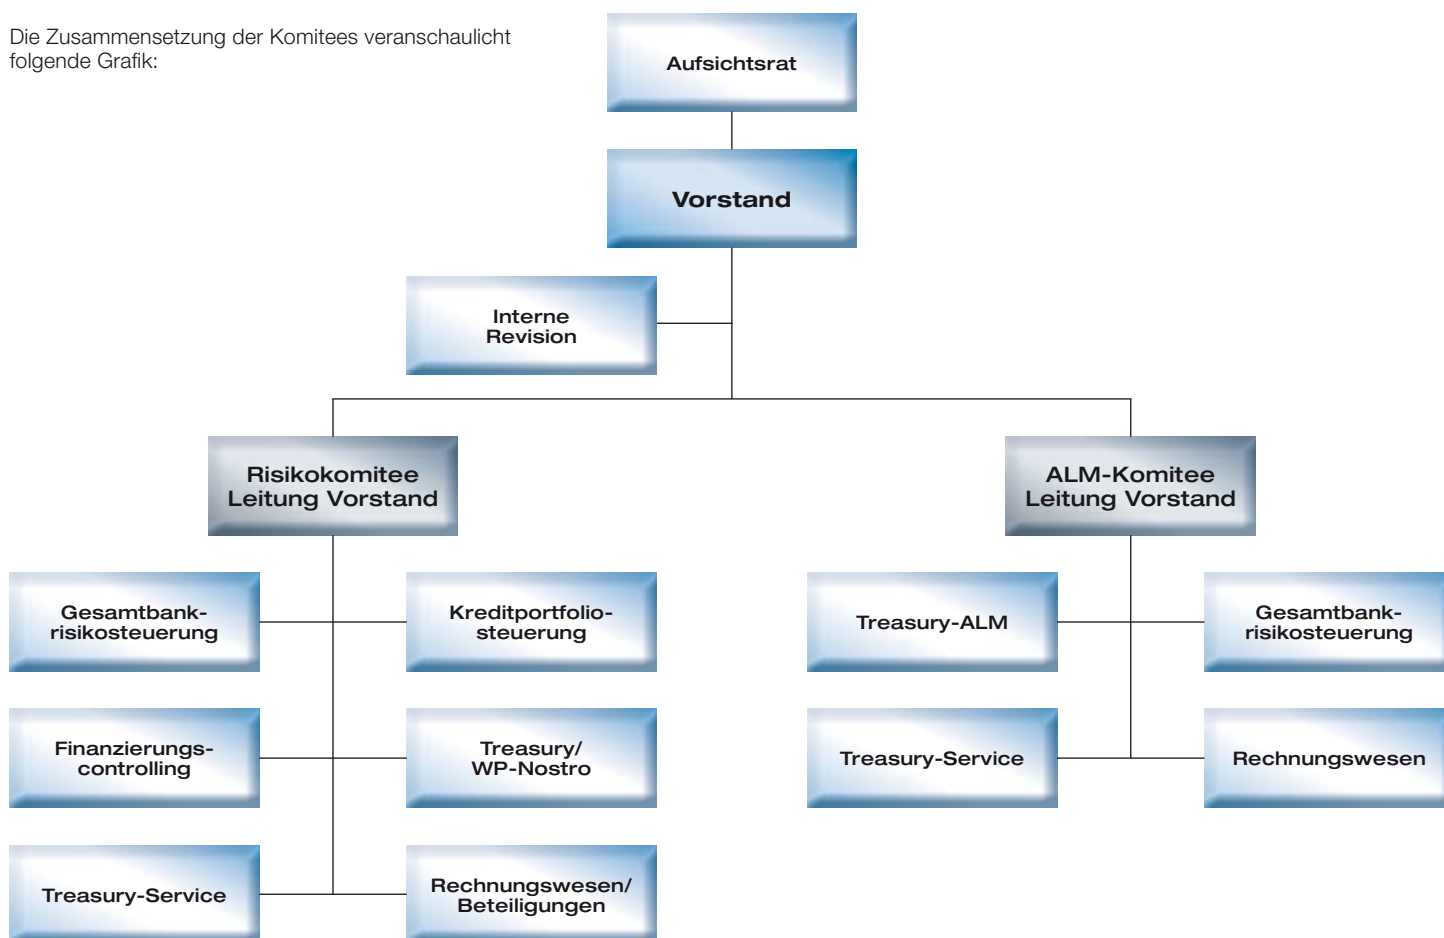 Die Zusammensetzung der Komitees veranschaulicht
folgende Grafik:
Aufsichtsrat
Vorstand
Interne
Revision
Risikokomitee
Leitung Vorstand
ALM-Komitee
Leitung Vorstand
Gesamtbank-
risikosteuerung
Kreditportfolio-
steuerung
Treasury-ALM
Gesamtbank-
risikosteuerung
Finanzierungs-
controlling
Treasury/
WP-Nostro
Treasury-Service
Rechnungswesen
Treasury-Service
Rechnungswesen/
Beteiligungen